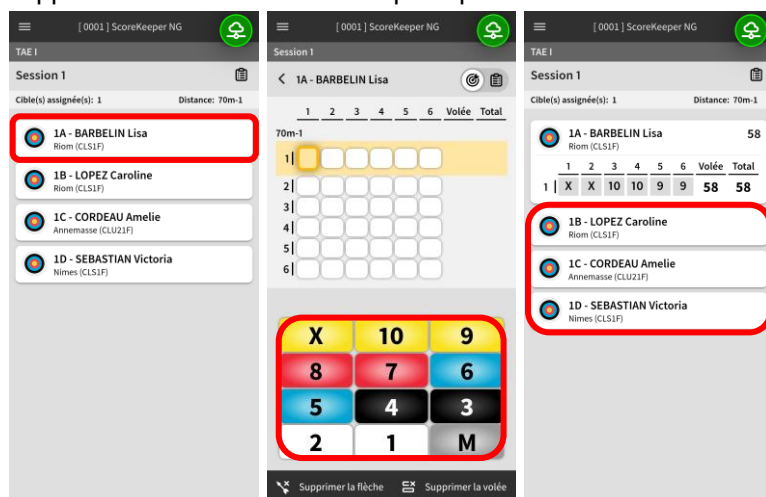 [ 0001 ] ScoreKeeper NG
TAE I
Session 1
Cible(s) assignée(s): 1 Distance: 70m-1
1A - BARBELIN Lisa
Riom (CLS1F)
1B - LOPEZ Caroline
Riom (CLS1F)
1C - CORDEAU Amelie
Annemasse (CLU21F)
1D - SEBASTIAN Victoria
Nimes (CLS1F)
[ 0001 ] ScoreKeeper NG
Session 1
1A - BARBELIN Lisa
1 2 3 4 5 6 Volée Total
70m-1
1
2
3
4
5
6
X 10 9
8 7 6
5 4 3
2 1 M
Supprimer la flèche Supprimer la volée
[ 0001 ] ScoreKeeper NG
TAE I
Session 1
Cible(s) assignée(s): 1 Distance: 70m-1
1A - BARBELIN Lisa 58
Riom (CLS1F)
1 2 3 4 5 6 Volée Total
1 X X 10 10 9 9 58 58
1B - LOPEZ Caroline
Riom (CLS1F)
1C - CORDEAU Amelie
Annemasse (CLU21F)
1D - SEBASTIAN Victoria
Nimes (CLS1F)